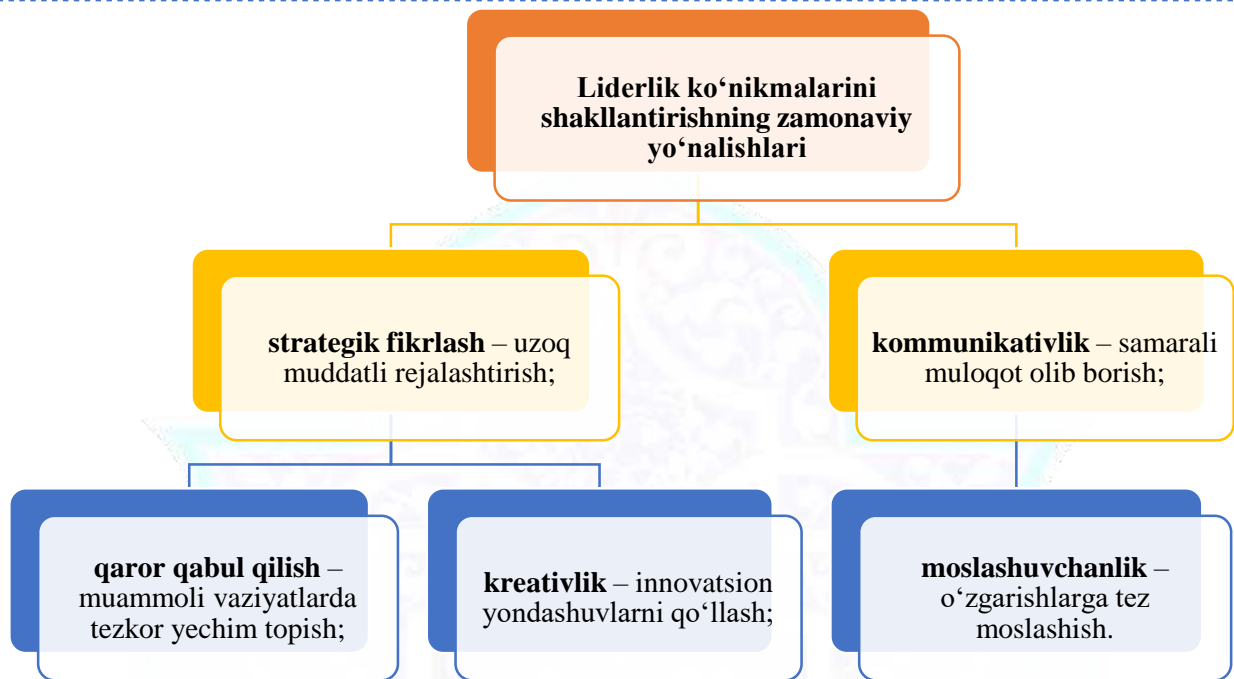 Liderlik ko‘nikmalarini
shakllantirishning zamonaviy
yo‘nalishlari
strategik fikrlash – uzoq
muddatli rejalashtirish;
kommunikativlik – samarali
muloqot olib borish;
qaror qabul qilish –
muammoli vaziyatlarda
tezkor yechim topish;
kreativlik – innovatsion
yondashuvlarni qo‘llash;
moslashuvchanlik –
o‘zgarishlarga tez
moslashish.